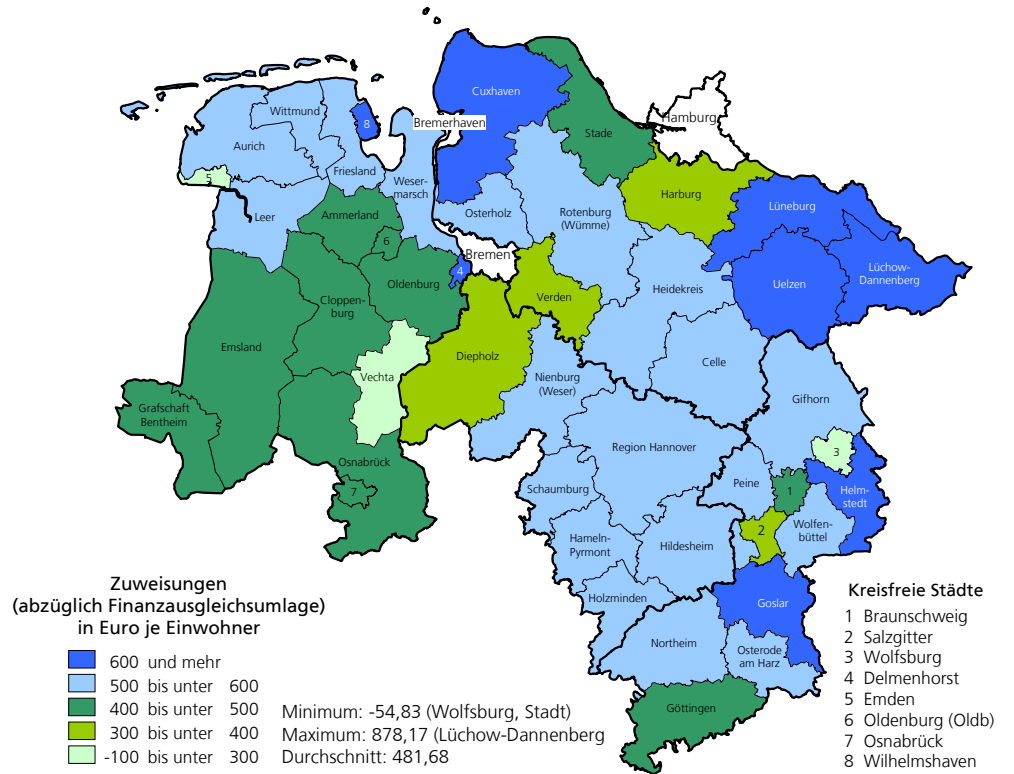 Cuxhaven
Wittmund
8
Bremerhaven
Hamburg
Stade
Aurich
Friesland
5
Weser-
marsch
Harburg
Lüneburg
Leer
Ammerland
Osterholz
Rotenburg
(Wümme)
6
Bremen
4
Lüchow-
Dannenberg
Oldenburg
Uelzen
Heidekreis
Verden
Cloppen-
burg
Emsland
Diepholz
Celle
Vechta
Nienburg
(Weser)
Gifhorn
Grafschaft
Bentheim
Region Hannover
3
Osnabrück
Peine
Helm-
stedt
7
Schaumburg
1
2
Wolfen-
büttel
Hameln-
Pyrmont
Hildesheim
Holzminden
Goslar
Northeim
Osterode
am Harz
Göttingen
Zuweisungen
(abzüglich Finanzausgleichsumlage)
in Euro je Einwohner
600 und mehr
500 bis unter 600
400 bis unter 500
300 bis unter 400
-100 bis unter 300
Minimum: -54,83 (Wolfsburg, Stadt)
Maximum: 878,17 (Lüchow-Dannenberg
Durchschnitt: 481,68
Kreisfreie Städte
1 Braunschweig
2 Salzgitter
3 Wolfsburg
4 Delmenhorst
5 Emden
6 Oldenburg (Oldb)
7 Osnabrück
8 Wilhelmshaven